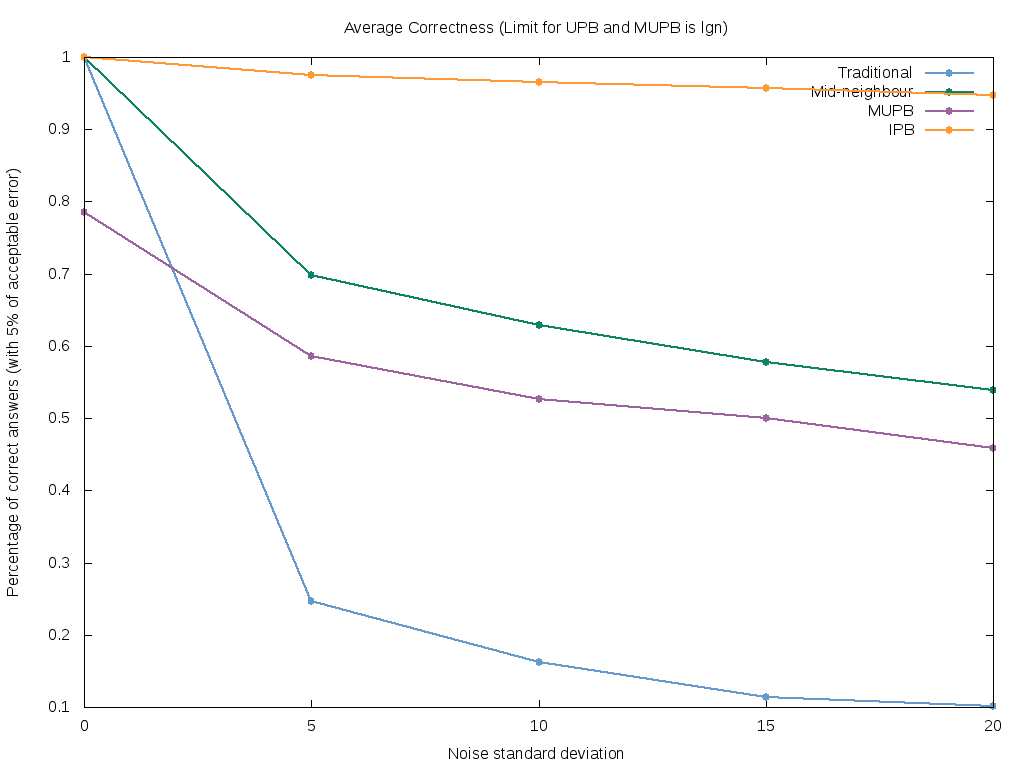 Average Correctness (Limit for UPB and MUPB is lgn)
Percentage of correct answers (with 5% of acceptable error)
1
0.9
0.8
0.7
0.6
0.5
0.4
0.3
0.2
0.1
Traditional
Mid-neighbour
MUPB
IPB
0 5 10 15 20
Noise standard deviation